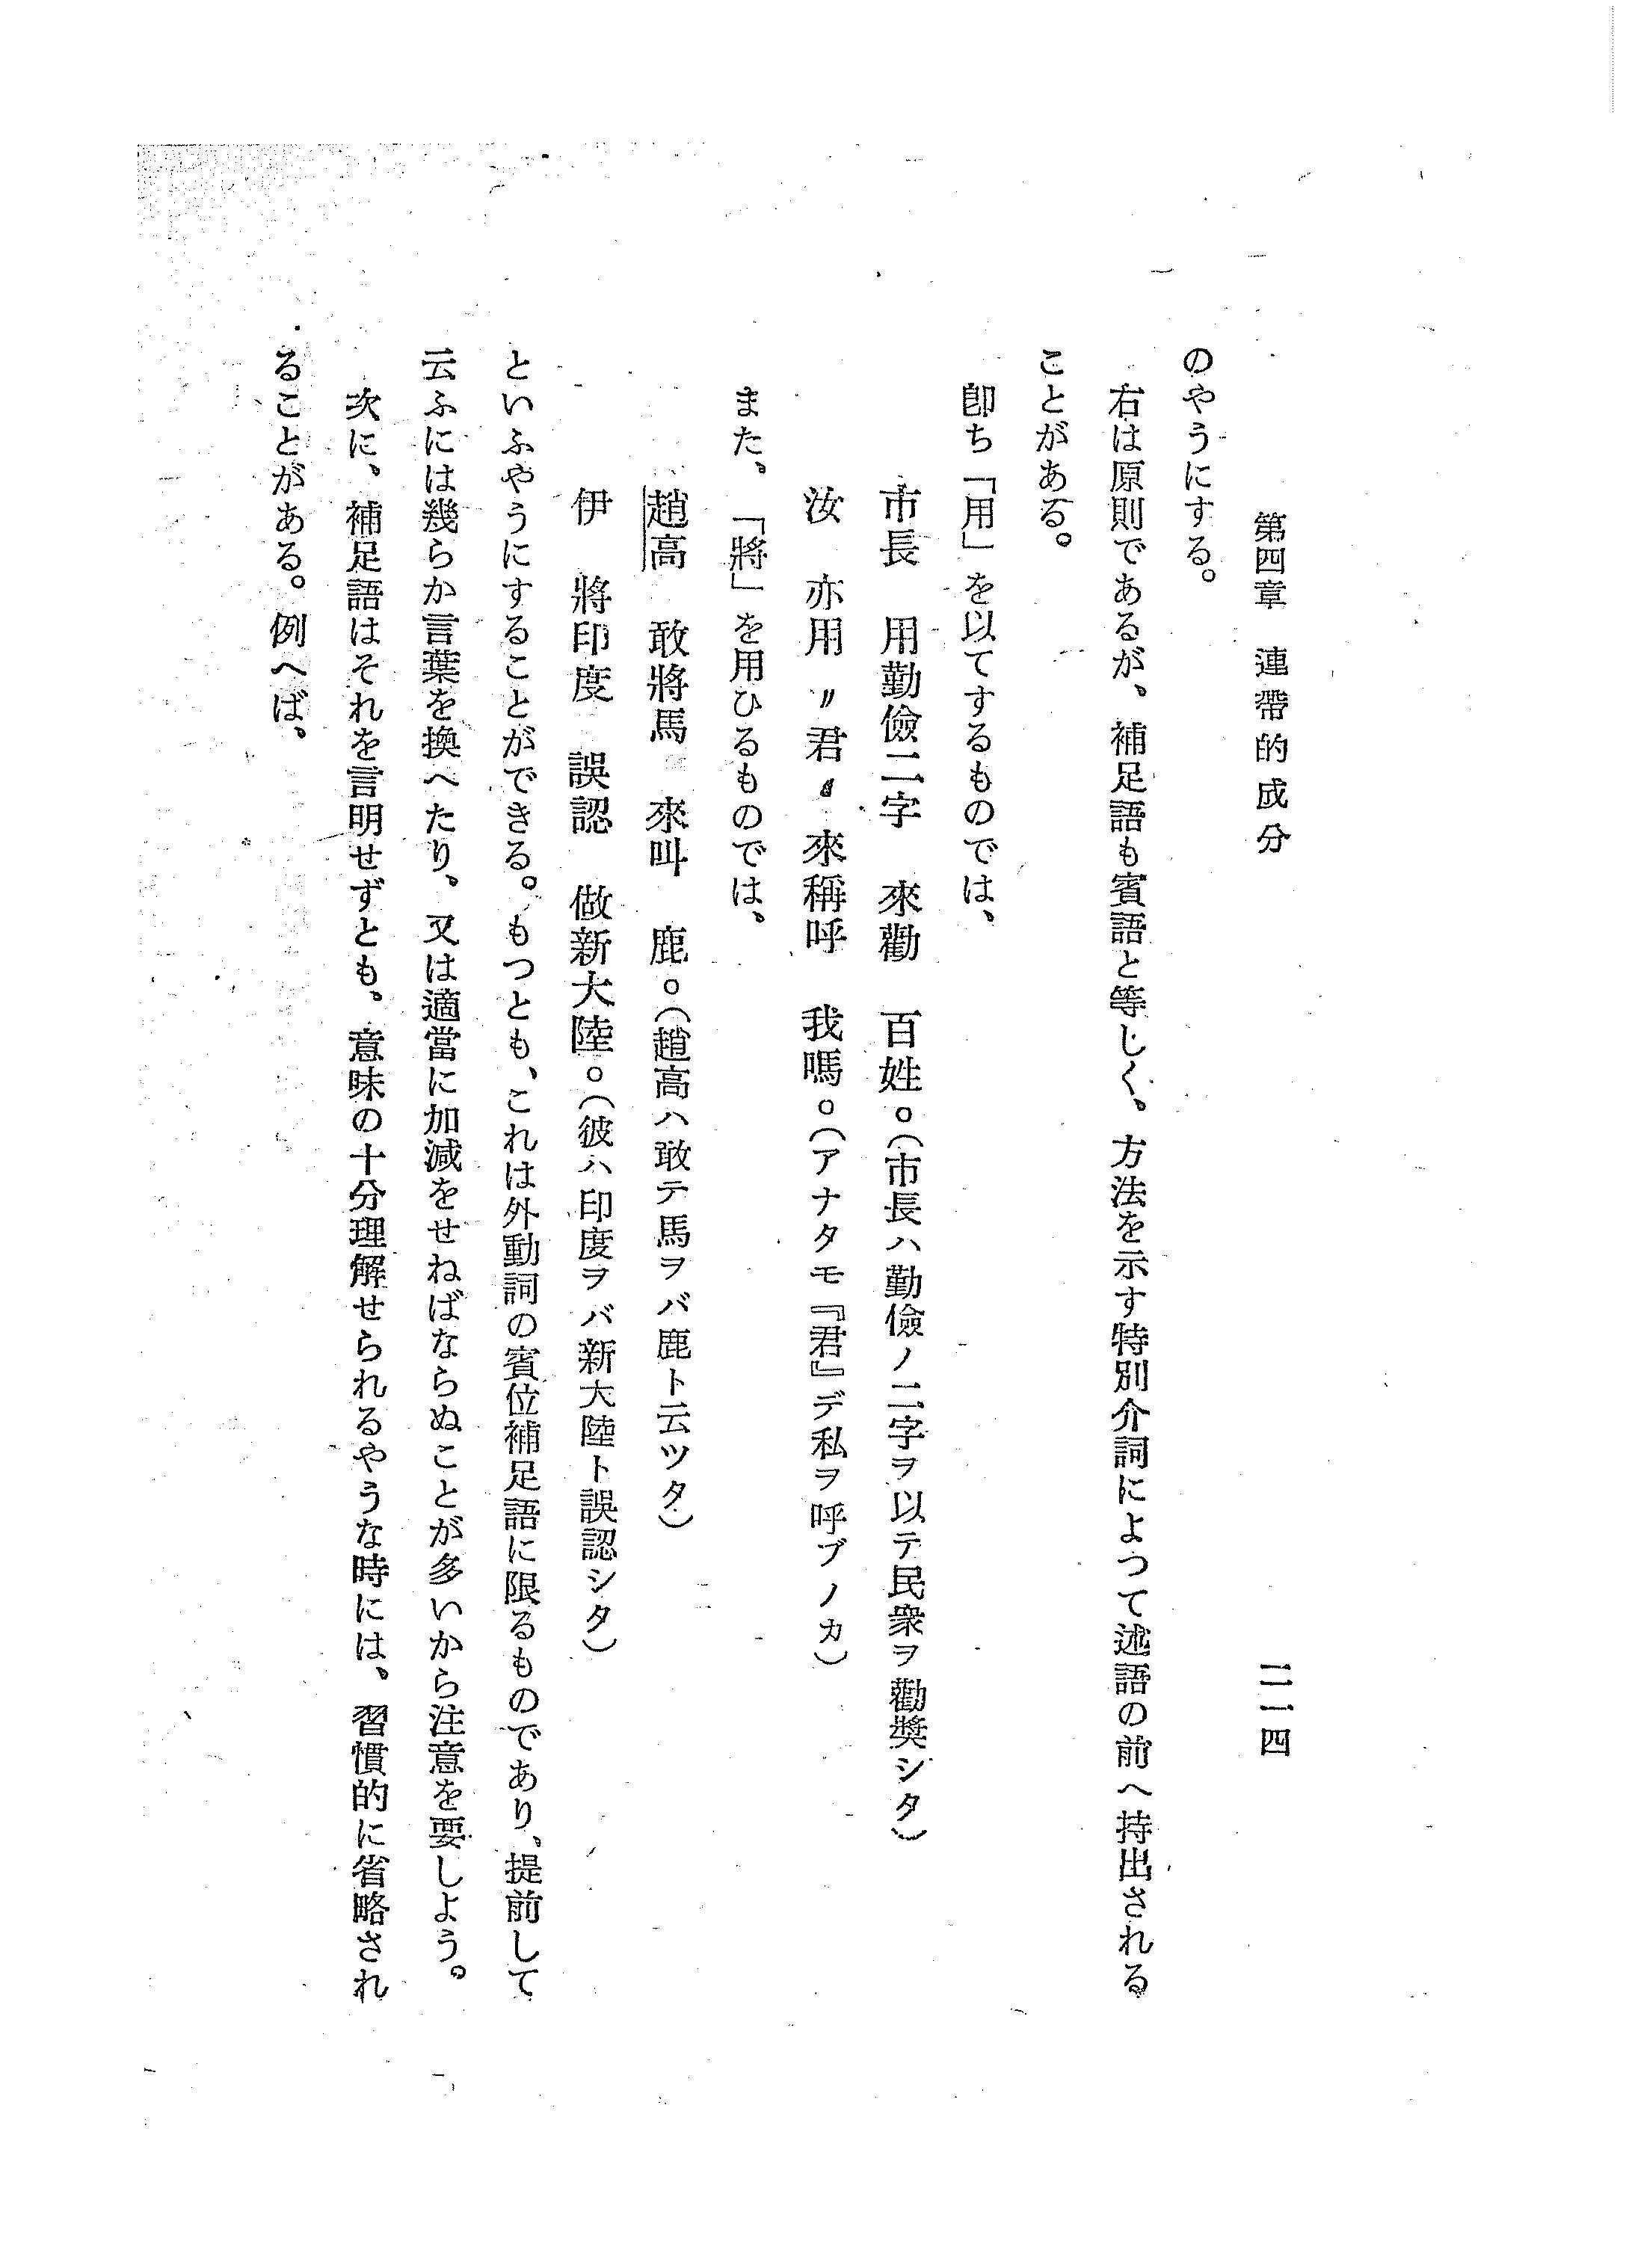 第四章　連帶的成分　二一四
のやうにする。
右は原則であるが、補足語も賓語と等しく、方法を示す特別介詞によつて述語の前へ持出される
ことがある。
卽ち「用」を以てするものでは、
市長　用勤儉二字　來勸　百姓。（市長ハ勤儉ノ二字ヲ以テ民衆ヲ勸奬シタ）
汝　亦用〃君〃來稱呼　我嗎。（アナタモ『君』デ私ヲ呼ブノカ）
また、「將」を用ひるものでは、
趙高　敢將馬　來叫　鹿。（趙高ハ敢テ馬ヲバ鹿ト云ツタ）
伊　將印度　誤認　做新大陸。（彼ハ印度ヲバ新大陸ト誤認シタ）
といふやうにすることができる。もつとも、これは外動詞の賓位補足語に限るものであり、提前して
云ふには幾らか言葉を換へたり、又は適當に加減をせねばならぬことが多いから注意を要しよう。
次に、補足語はそれを言明せずとも、意味の十分理解せられるやうな時には、習慣的に省略され
ることがある。例へば、